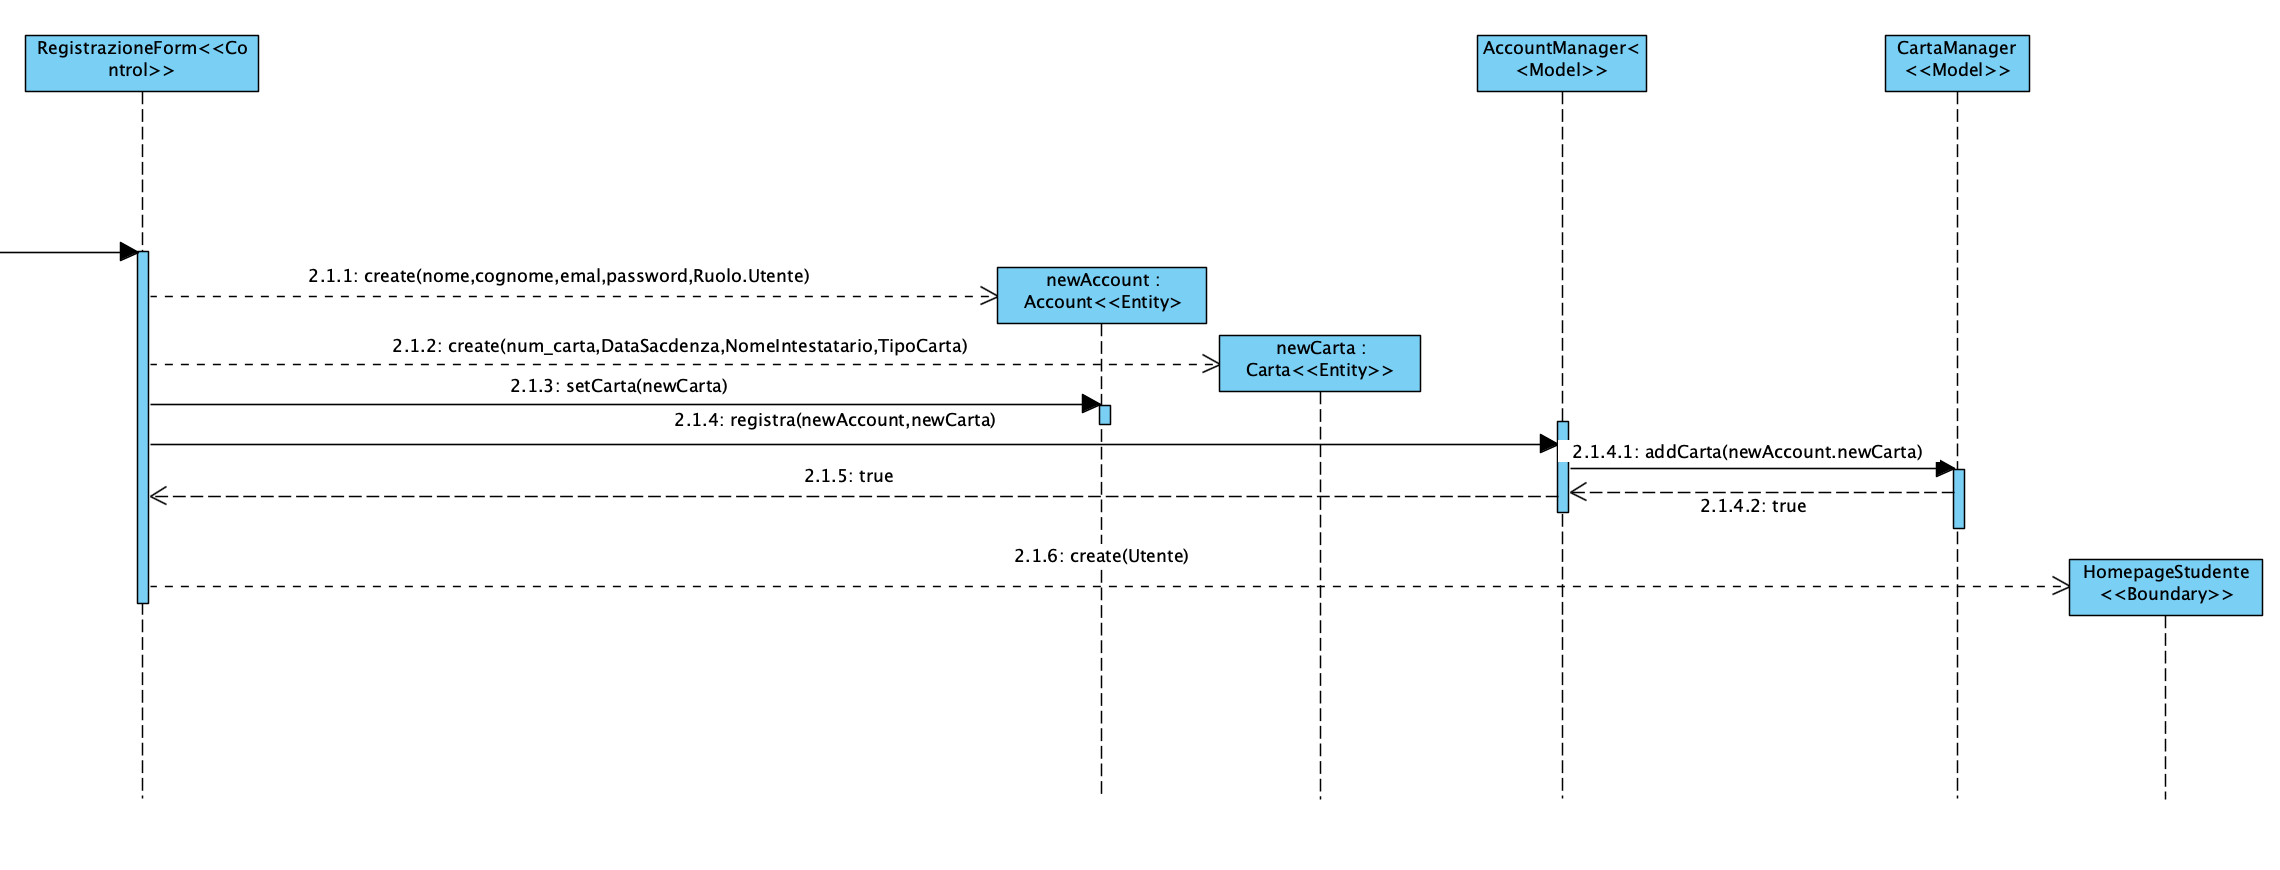 RegistrazioneForm<<Co
ntrol>>
AccountManager<
<Model>>
CartaManager
<<Model>>
2.1.1: create(nome,cognome,emal,password,Ruolo.Utente)
newAccount :
Account<<Entity>
2.1.2: create(num_carta,DataSacdenza,NomeIntestatario,TipoCarta)
newCarta :
Carta<<Entity>>
2.1.3: setCarta(newCarta)
2.1.4: registra(newAccount,newCarta)
2.1.4.1: addCarta(newAccount.newCarta)
2.1.5: true
2.1.4.2: true
2.1.6: create(Utente)
HomepageStudente
<<Boundary>>